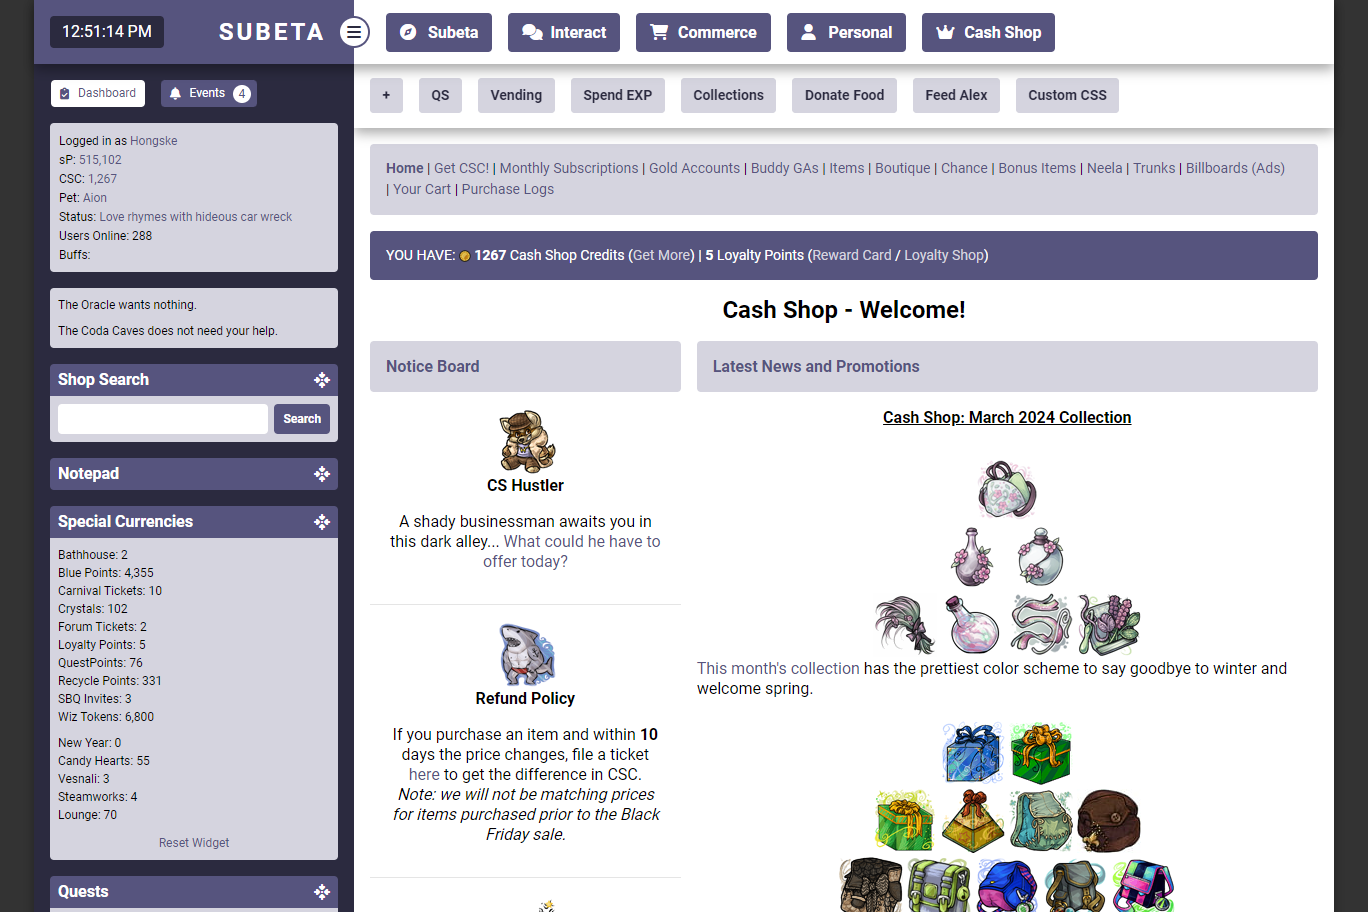 12:51:14 PM
SUBETA
Subeta
Interact
Commerce
Personal
Cash Shop
Dashboard
Events 4
+
QS
Vending
Spend EXP
Collections
Donate Food
Feed Alex
Custom CSS
Logged in as Hongske
sP: 515,102
CSC: 1,267
Pet: Aion
Status: Love rhymes with hideous car wreck
Users Online: 288
Buffs:
The Oracle wants nothing.
The Coda Caves does not need your help.
Shop Search
Search
Notepad
Special Currencies
Bathhouse: 2
Blue Points: 4,355
Carnival Tickets: 10
Crystals: 102
Forum Tickets: 2
Loyalty Points: 5
QuestPoints: 76
Recycle Points: 331
SBQ Invites: 3
Wiz Tokens: 6,800
New Year: 0
Candy Hearts: 55
Vesnali: 3
Steamworks: 4
Lounge: 70
Reset Widget
Quests
Home | Get CSC! | Monthly Subscriptions | Gold Accounts | Buddy GAs | Items | Boutique | Chance | Bonus Items | Neela | Trunks | Billboards (Ads)
| Your Cart | Purchase Logs
YOU HAVE: 1267 Cash Shop Credits (Get More) | 5 Loyalty Points (Reward Card / Loyalty Shop)
Cash Shop - Welcome!
Notice Board
CS Hustler
A shady businessman awaits you in
this dark alley... What could he have to
offer today?
Refund Policy
If you purchase an item and within 10
days the price changes, file a ticket
here to get the difference in CSC.
Note: we will not be matching prices
for items purchased prior to the Black
Friday sale.
Latest News and Promotions
Cash Shop: March 2024 Collection
This month's collection has the prettiest color scheme to say goodbye to winter and
welcome spring.